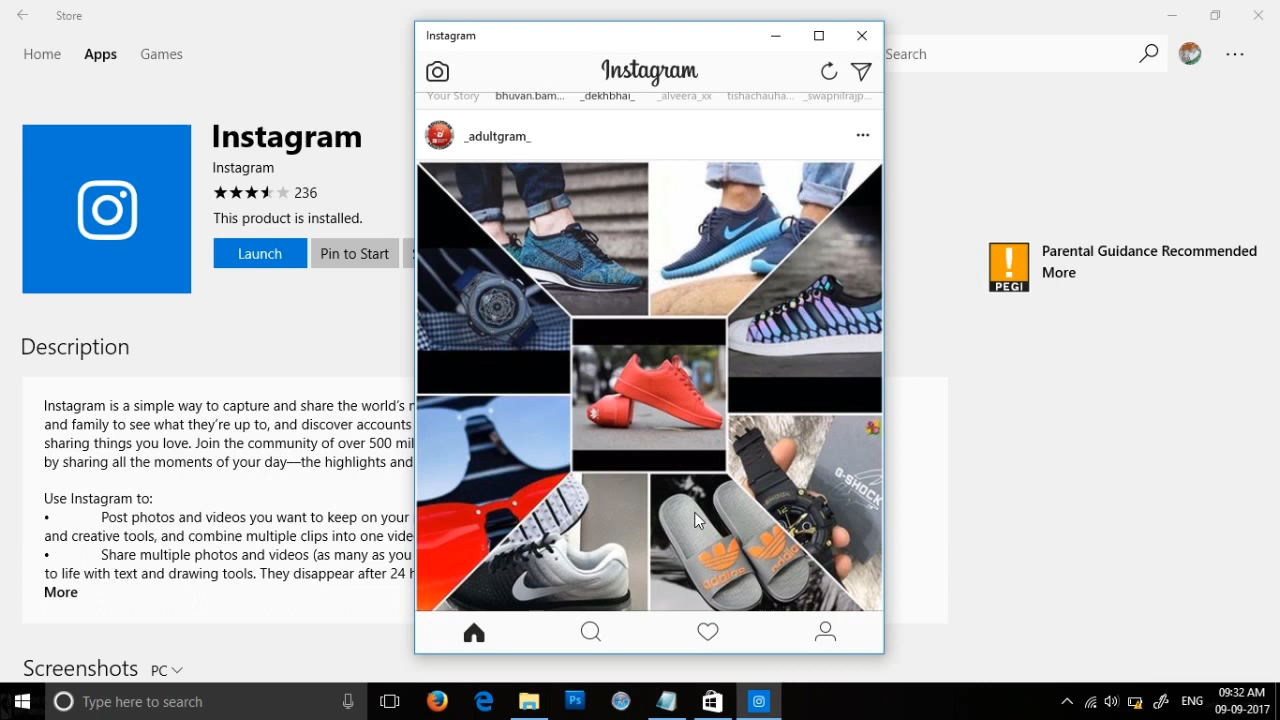 Store
Home Apps Games
Search
Instagram
Instagram
236
This product is installed.
Launch
Pin to Start
Parental Guidance Recommended
More
PEGI
Description
Instagram is a simple way to capture and share the world's
and family to see what they're up to, and discover accounts
sharing things you love. Join the community of over 500 mil
by sharing all the moments of your day—the highlights and
Use Instagram to:
• Post photos and videos you want to keep on your
and creative tools, and combine multiple clips into one vide
• Share multiple photos and videos (as many as you
to life with text and drawing tools. They disappear after 24 h
More
Screenshots PC
Instagram
Instagram
Your Story bhuvan.bam... _dekhbhai_ _alveera_xx tishachauha... _swapnilrajp...
_adultgram_
G-SHOCK
adidas
adidas
Type here to search
Ps
ENG
09:32 AM
09-09-2017